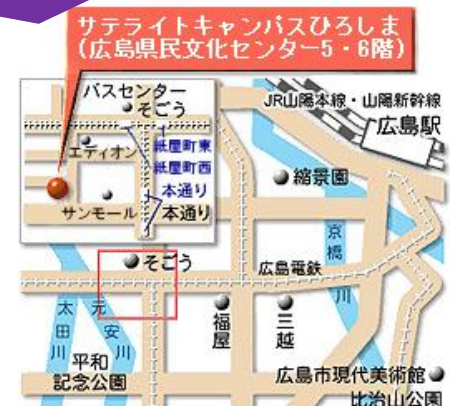 サテライトキャンパスひろしま
(広島県民文化センター5・6階)
バスセンター
そごう
JR山陽本線・山陽新幹線
広島駅
エディオン
紙屋町東
紙屋町西
本通り
サンモール
本通り
縮景園
京橋川
そごう
広島電鉄
太田川
元安川
福屋
三越
平和
記念公園
広島市現代美術館
比治山公園